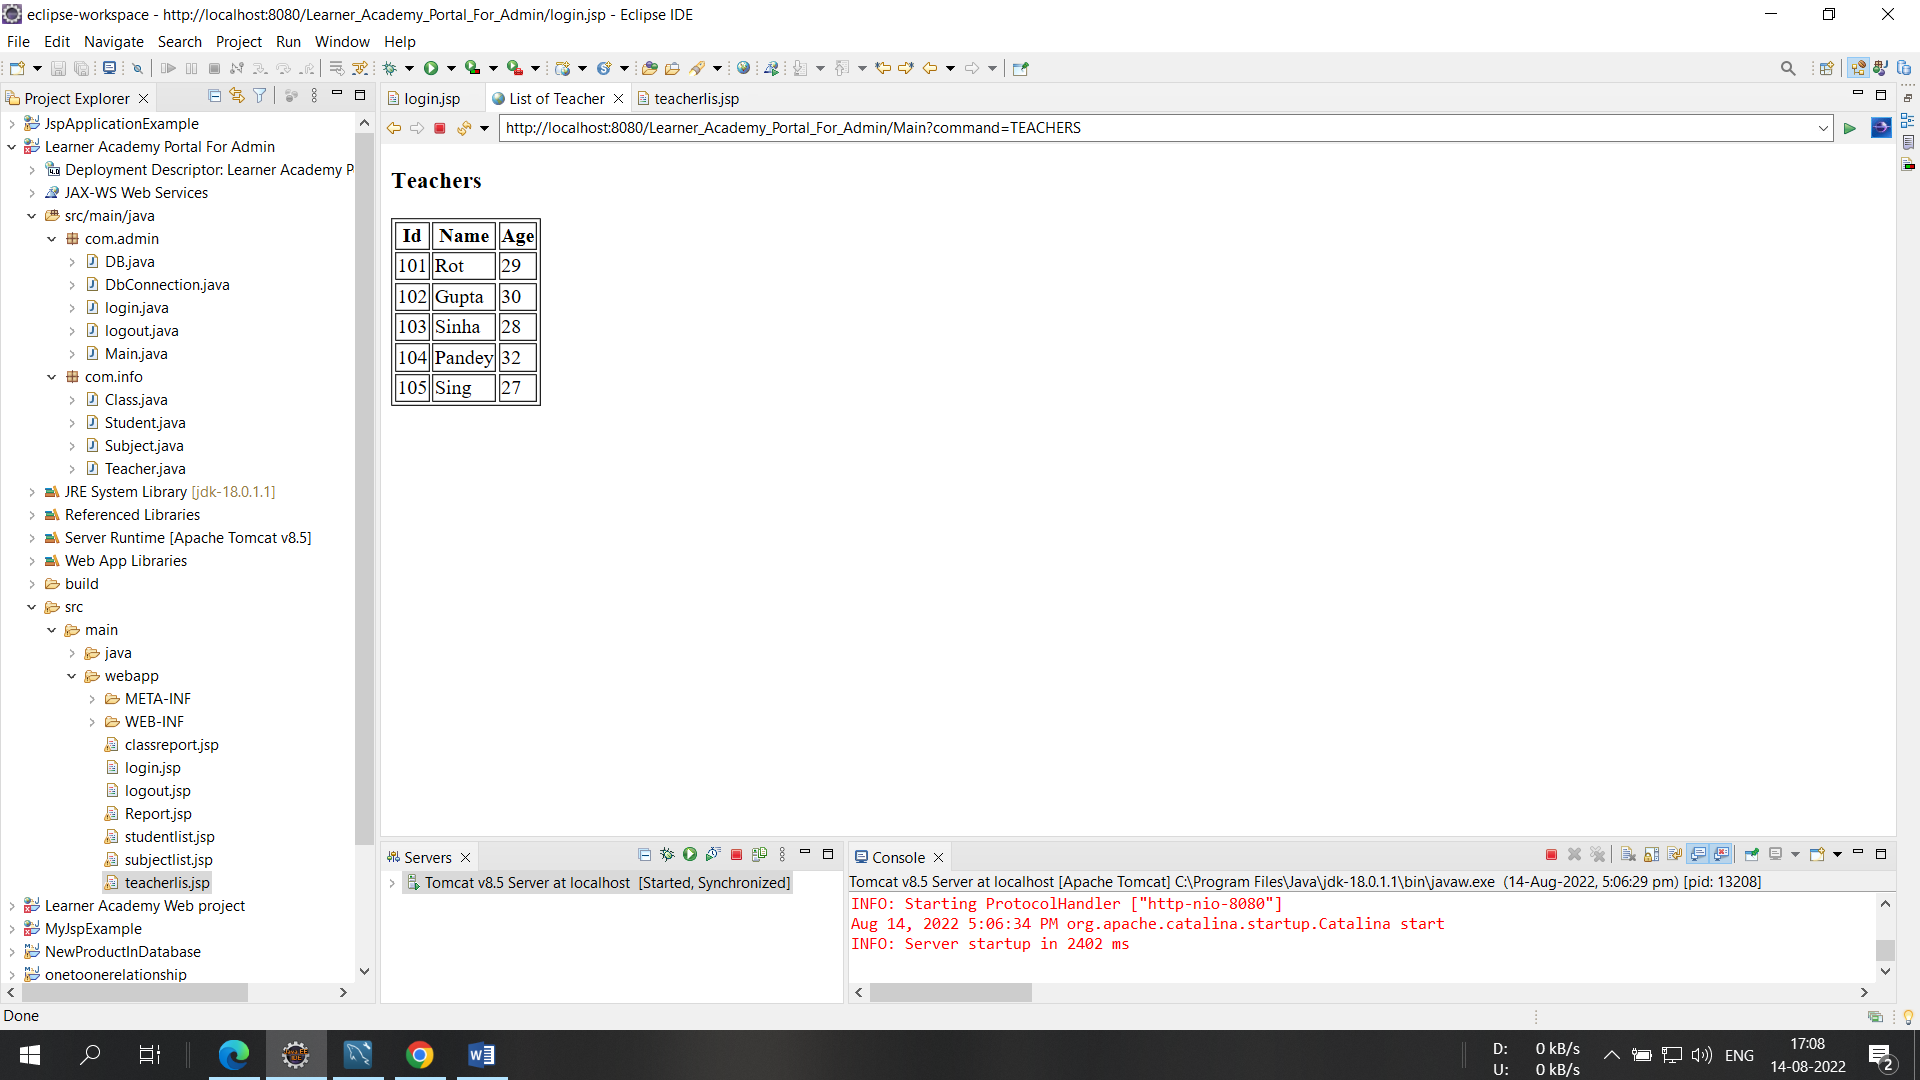 eclipse-workspace - http://localhost:8080/Learner_Academy_Portal_For_Admin/login.jsp - Eclipse IDE
File Edit Navigate Search Project Run Window Help
Project Explorer
login.jsp
List of Teacher
teacherlis.jsp
http://localhost:8080/Learner_Academy_Portal_For_Admin/Main?command=TEACHERS
JspApplicationExample
Learner Academy Portal For Admin
Deployment Descriptor: Learner Academy P
JAX-WS Web Services
src/main/java
com.admin
DB.java
DbConnection.java
login.java
logout.java
Main.java
com.info
Class.java
Student.java
Subject.java
Teacher.java
JRE System Library [jdk-18.0.1.1]
Referenced Libraries
Server Runtime [Apache Tomcat v8.5]
Web App Libraries
build
src
main
java
webapp
META-INF
WEB-INF
classreport.jsp
login.jsp
logout.jsp
Report.jsp
studentlist.jsp
subjectlist.jsp
teacherlis.jsp
Learner Academy Web project
MyJspExample
NewProductInDatabase
onetoonerelationship
Teachers
Id Name Age
101 Rot 29
102 Gupta 30
103 Sinha 28
104 Pandey 32
105 Sing 27
Servers
Tomcat v8.5 Server at localhost [Started, Synchronized]
Console
Tomcat v8.5 Server at localhost [Apache Tomcat] C:\Program Files\Java\jdk-18.0.1.1\bin\javaw.exe (14-Aug-2022, 5:06:29 pm) [pid: 13208]
INFO: Starting ProtocolHandler ["http-nio-8080"]
Aug 14, 2022 5:06:34 PM org.apache.catalina.startup.Catalina start
INFO: Server startup in 2402 ms
Done
D: 0 kB/s
U: 0 kB/s
ENG
17:08
14-08-2022
2